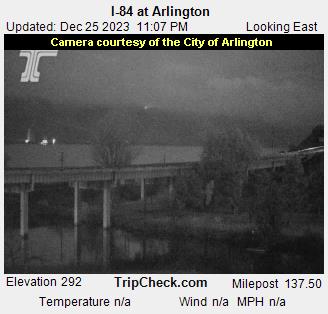 I-84 at Arlington
Updated: Dec 25 2023 11:07 PM Looking East
Camera courtesy of the City of Arlington
Elevation 292 TripCheck.com Milepost 137.50
Temperature n/a Wind n/a MPH n/a